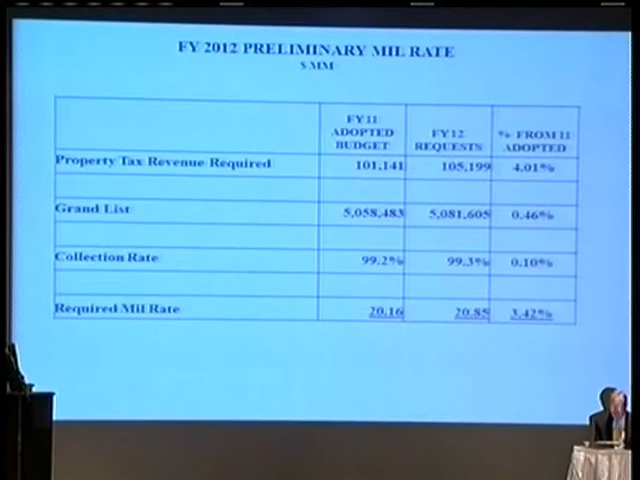 FY 2012 PRELIMINARY MIL RATE
$ MM
FY 11 ADOPTED BUDGET
FY12 REQUESTS
% FROM 11 ADOPTED
Property Tax Revenue Required 101,141 105,199 4.01%
Grand List 5,058,483 5,081,605 0.46%
Collection Rate 99.2% 99.3% 0.10%
Required Mil Rate 20.16 20.85 3.42%